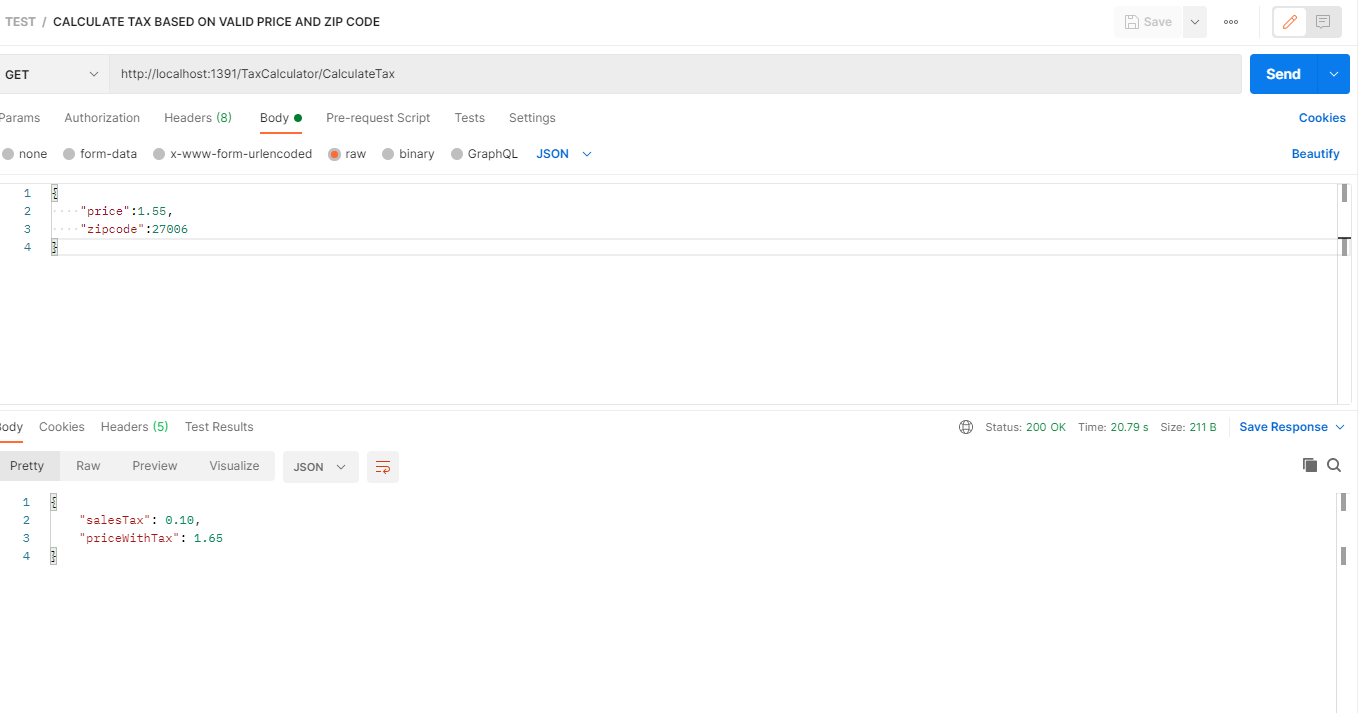 TEST / CALCULATE TAX BASED ON VALID PRICE AND ZIP CODE Save
GET http://localhost:1391/TaxCalculator/CalculateTax Send
Params Authorization Headers (8) Body Pre-request Script Tests Settings Cookies
none form-data x-www-form-urlencoded raw binary GraphQL JSON Beautify
1 {
2 ····"price":1.55,
3 ····"zipcode":27006
4 }
Body Cookies Headers (5) Test Results Status: 200 OK Time: 20.79 s Size: 211 B Save Response
Pretty Raw Preview Visualize JSON
1 {
2 "salesTax": 0.10,
3 "priceWithTax": 1.65
4 }